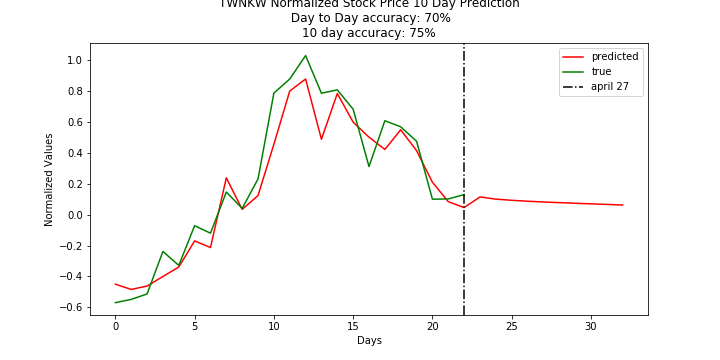 TWNKW Normalized Stock Price 10 Day Prediction
Day to Day accuracy: 70%
10 day accuracy: 75%
1.0
0.8
0.6
0.4
0.2
0.0
−0.2
−0.4
−0.6
Normalized Values
predicted
true
april 27
0
5
10
15
20
25
30
Days